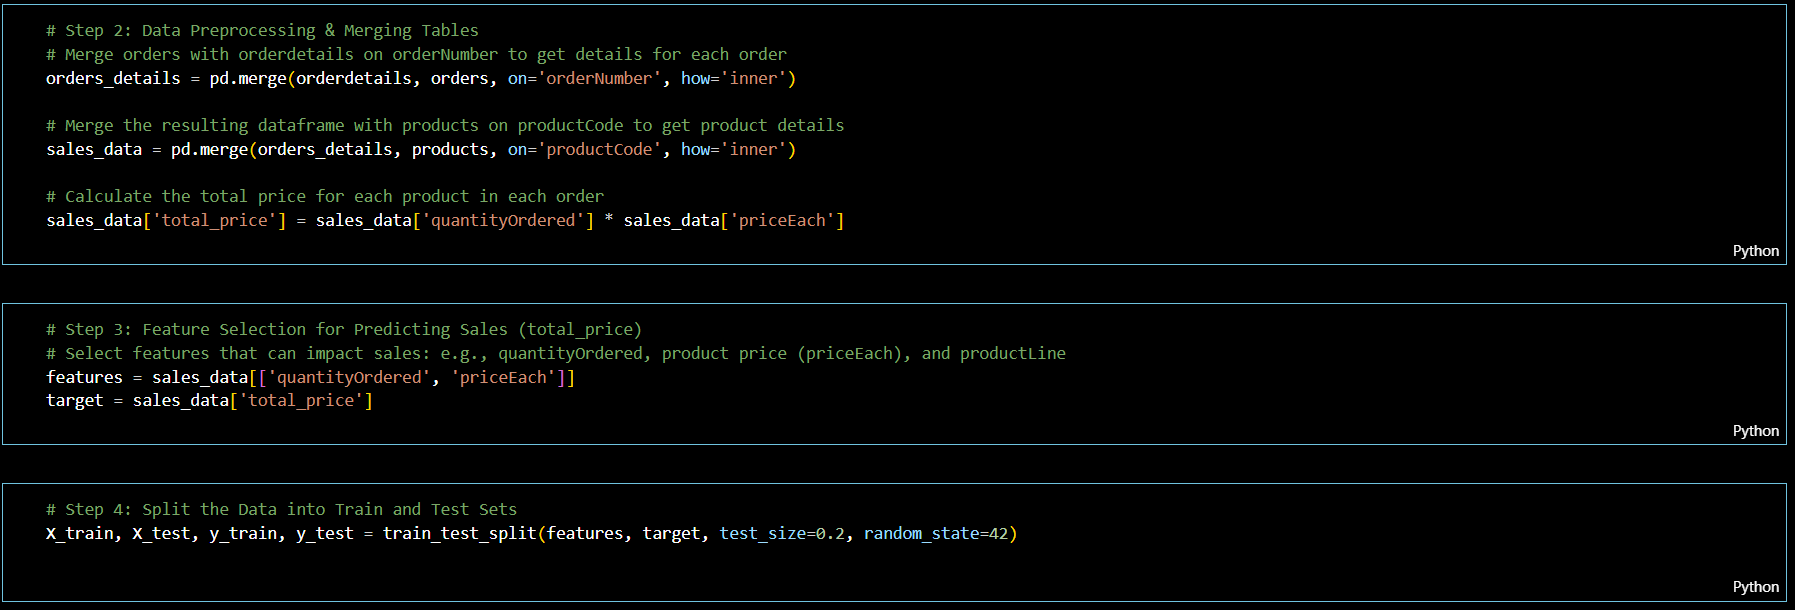 # Step 2: Data Preprocessing & Merging Tables
# Merge orders with orderdetails on orderNumber to get details for each order
orders_details = pd.merge(orderdetails, orders, on='orderNumber', how='inner')
# Merge the resulting dataframe with products on productCode to get product details
sales_data = pd.merge(orders_details, products, on='productCode', how='inner')
# Calculate the total price for each product in each order
sales_data['total_price'] = sales_data['quantityOrdered'] * sales_data['priceEach']
Python
# Step 3: Feature Selection for Predicting Sales (total_price)
# Select features that can impact sales: e.g., quantityOrdered, product price (priceEach), and productLine
features = sales_data[['quantityOrdered', 'priceEach']]
target = sales_data['total_price']
Python
# Step 4: Split the Data into Train and Test Sets
X_train, X_test, y_train, y_test = train_test_split(features, target, test_size=0.2, random_state=42)
Python